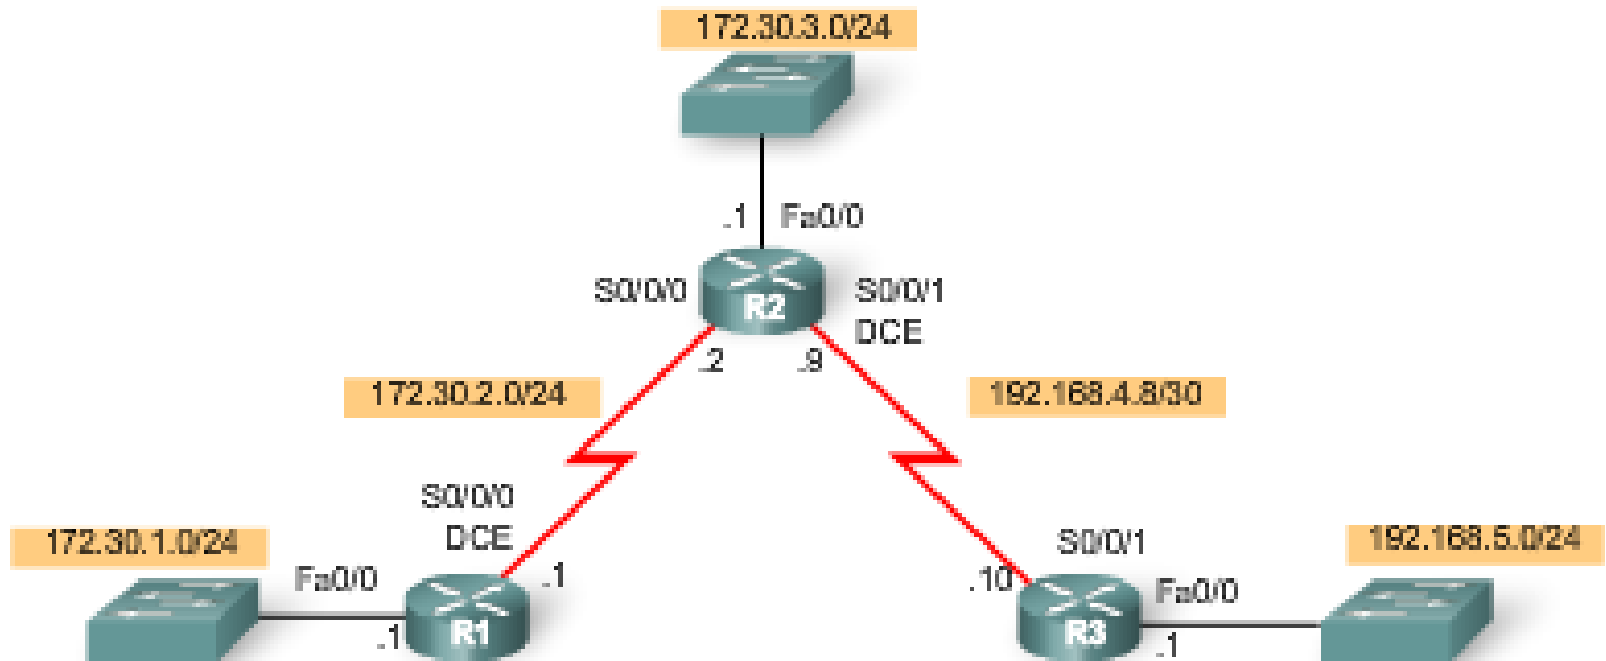 172.30.3.0/24
.1 Fa0/0
S0/0/0
R2
S0/0/1
DCE
.2
.9
172.30.2.0/24
192.168.4.8/30
S0/0/0
DCE
.1
172.30.1.0/24
Fa0/0
.1
R1
S0/0/1
.10
R3
Fa0/0
.1
192.168.5.0/24